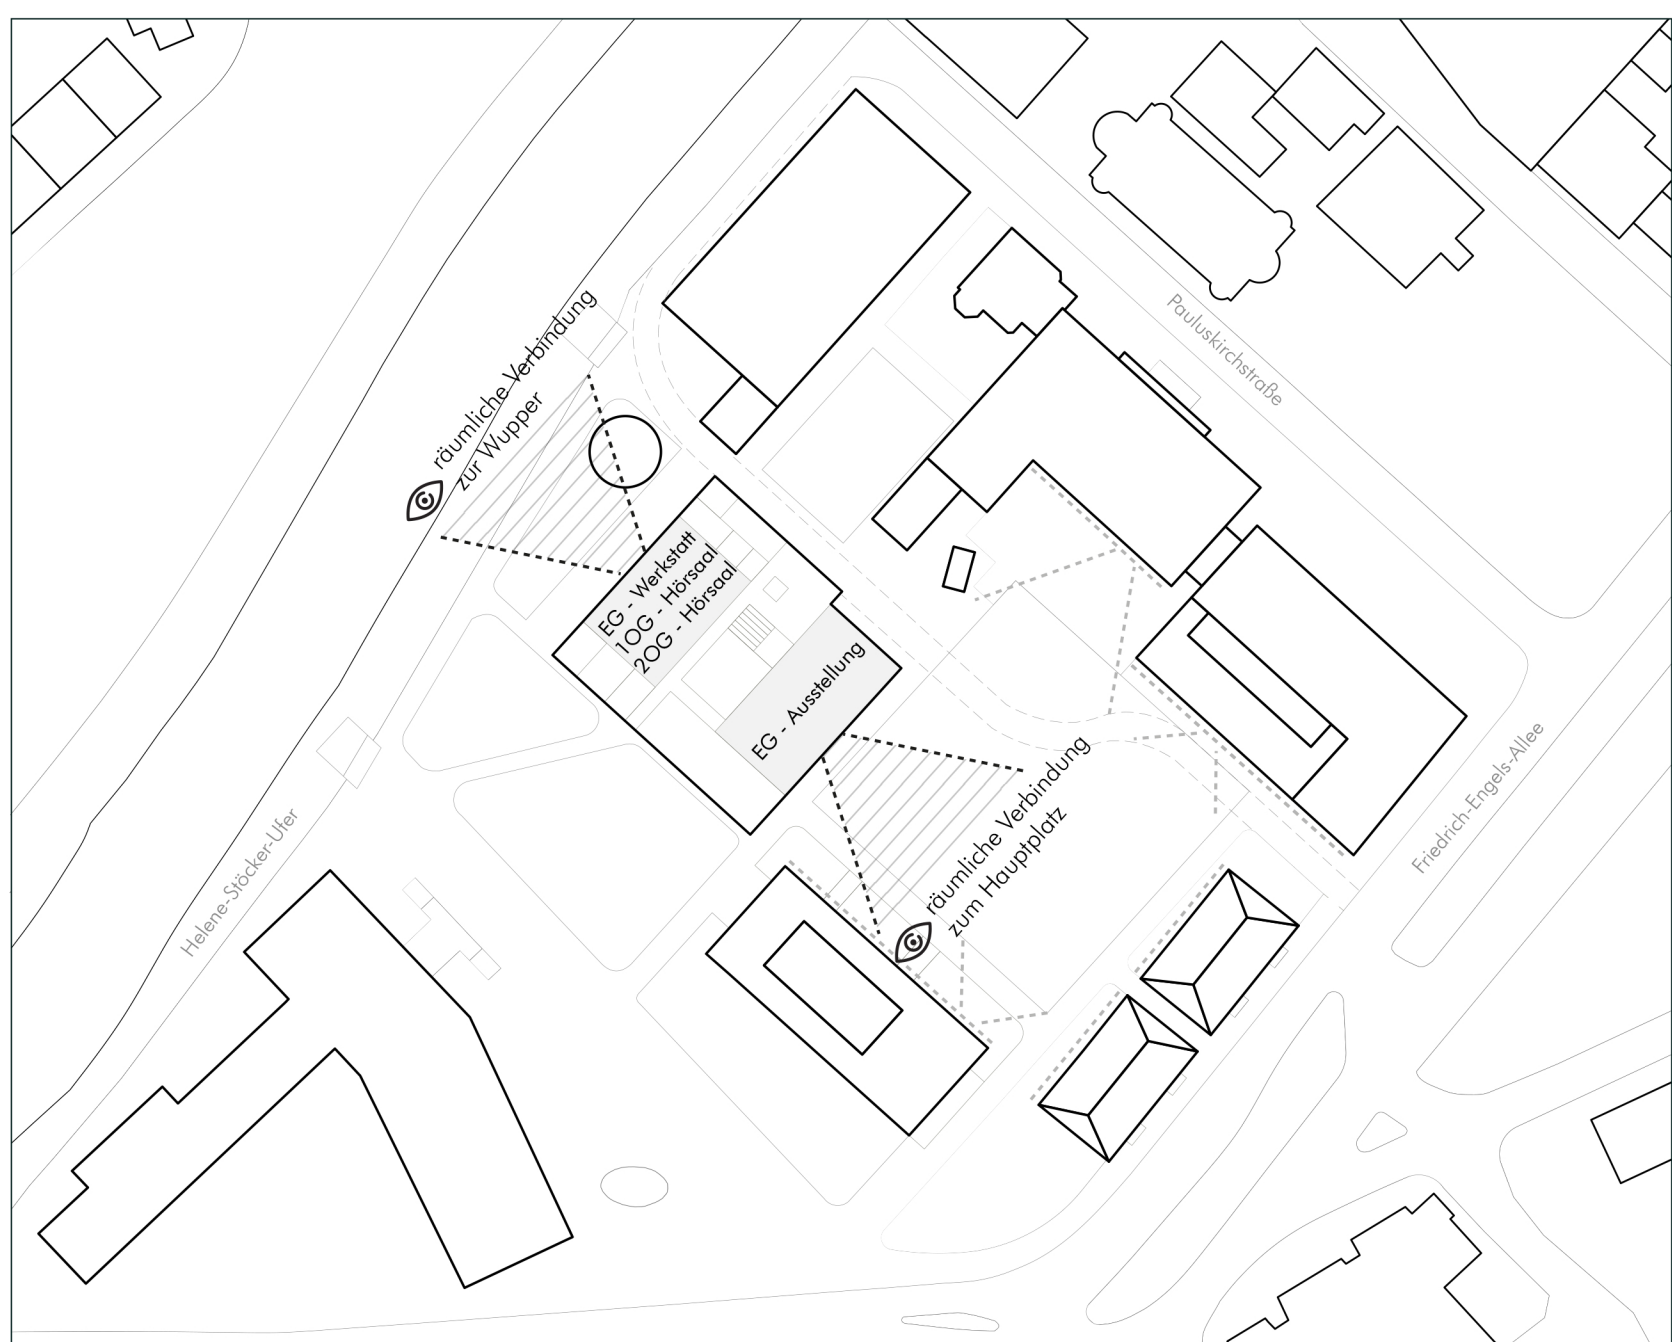 räumliche Verbindung
zur Wupper
Pauluskirchstraße
EG - Werkstatt
1OG - Hörsaal
2OG - Hörsaal
EG - Ausstellung
räumliche Verbindung
zum Hauptplatz
Friedrich-Engels-Allee
Helene-Stöcker-Ufer